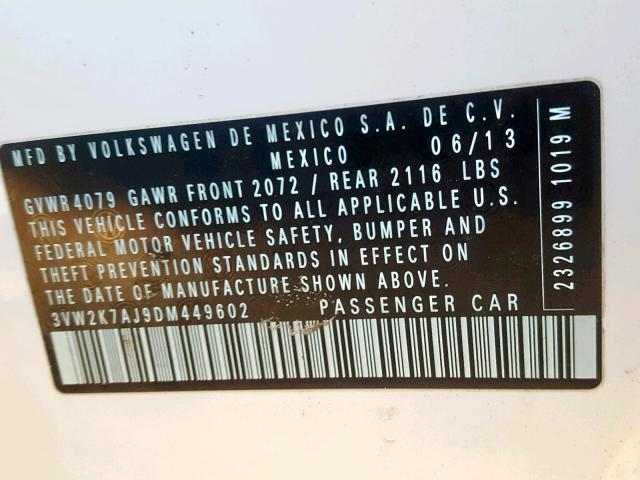 MFD BY VOLKSWAGEN DE MEXICO S.A. DE C.V.
MEXICO 06/13
GVWR 4079 GAWR FRONT 2072 / REAR 2116 LBS
THIS VEHICLE CONFORMS TO ALL APPLICABLE U.S.
FEDERAL MOTOR VEHICLE SAFETY, BUMPER AND
THEFT PREVENTION STANDARDS IN EFFECT ON
THE DATE OF MANUFACTURE SHOWN ABOVE.
3VW2K7AJ9DM449602 PASSENGER CAR
2326899 1019 M